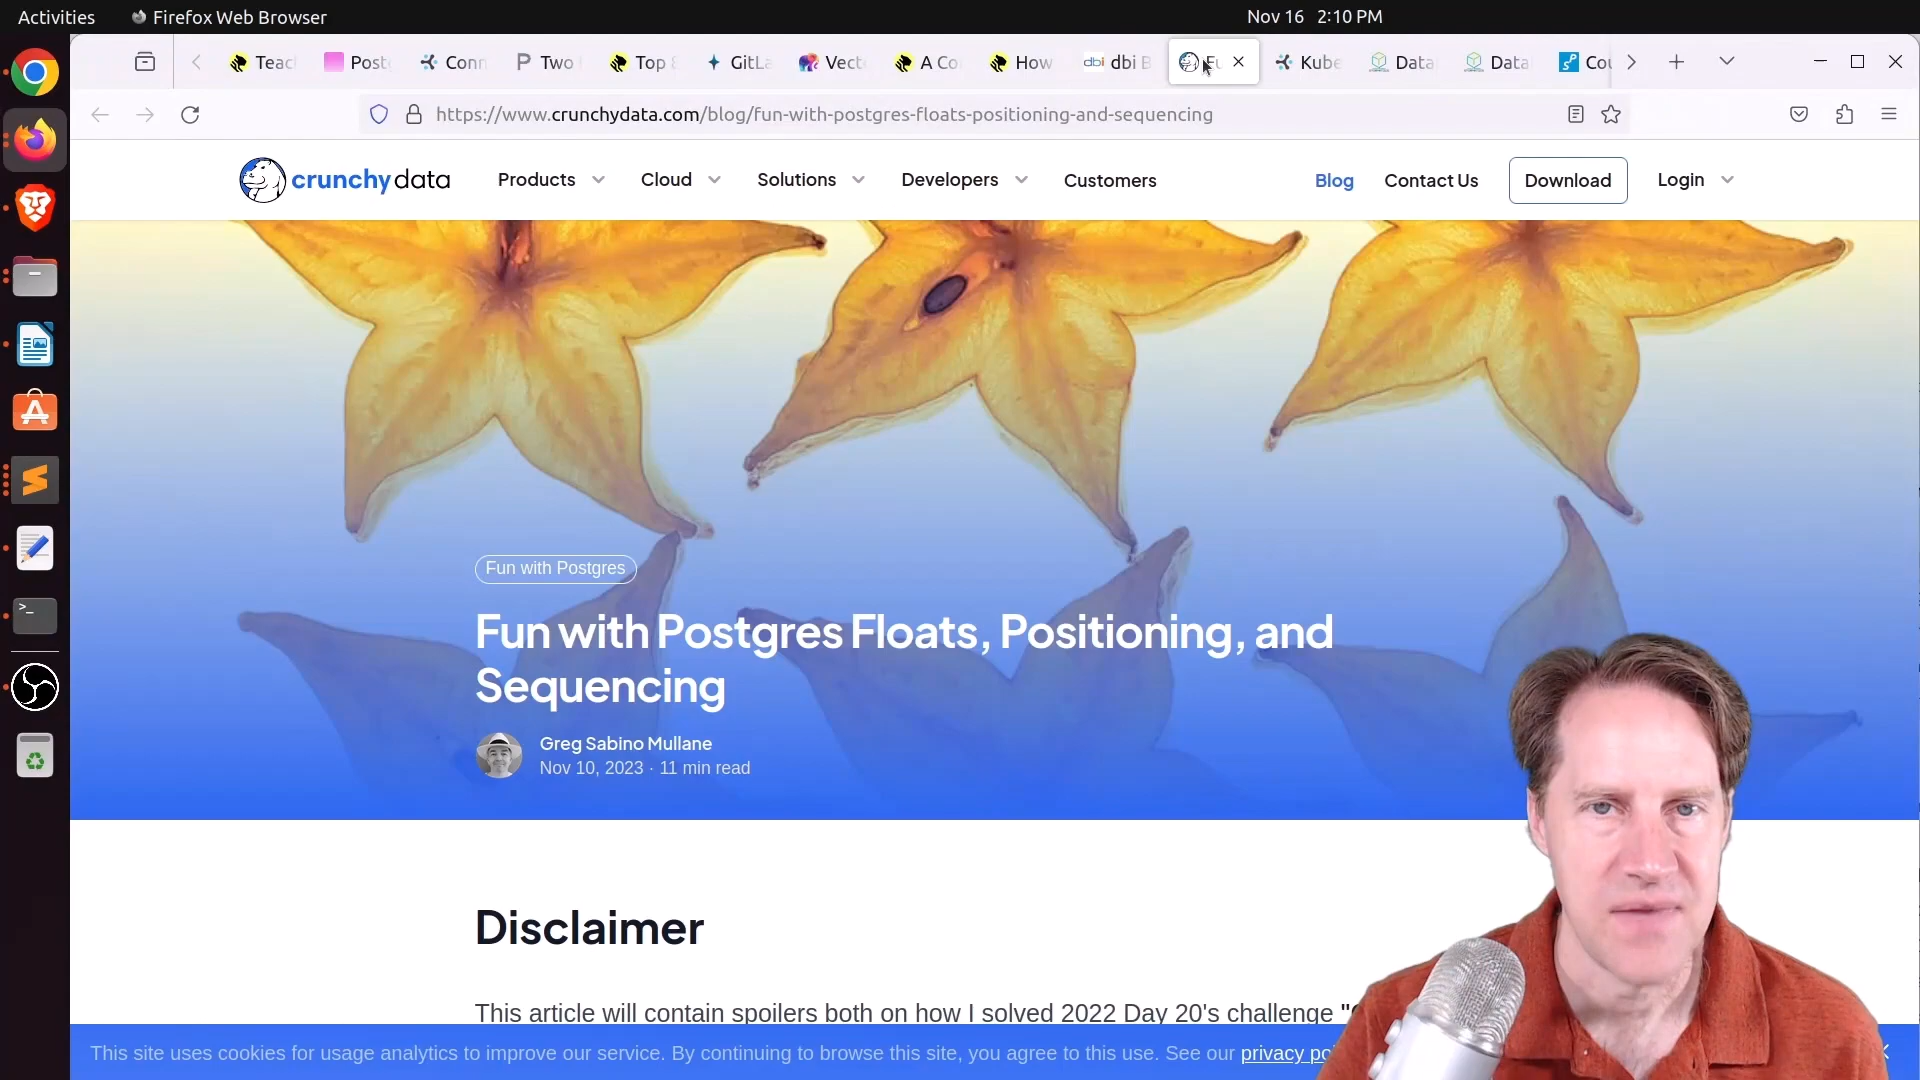 Activities
Firefox Web Browser
Nov 16 2:10 PM
Teac
Post
Conn
Two
Top 8
GitLa
Vect
A Co
How
dbi dbi B
Fu
Kube
Data
Data
Cou
https://www.crunchydata.com/blog/fun-with-postgres-floats-positioning-and-sequencing
crunchydata
Products
Cloud
Solutions
Developers
Customers
Blog
Contact Us
Download
Login
Fun with Postgres
Fun with Postgres Floats, Positioning, and
Sequencing
Greg Sabino Mullane
Nov 10, 2023 · 11 min read
Disclaimer
This article will contain spoilers both on how I solved 2022 Day 20's challenge
This site uses cookies for usage analytics to improve our service. By continuing to browse this site, you agree to this use. See our privacy po